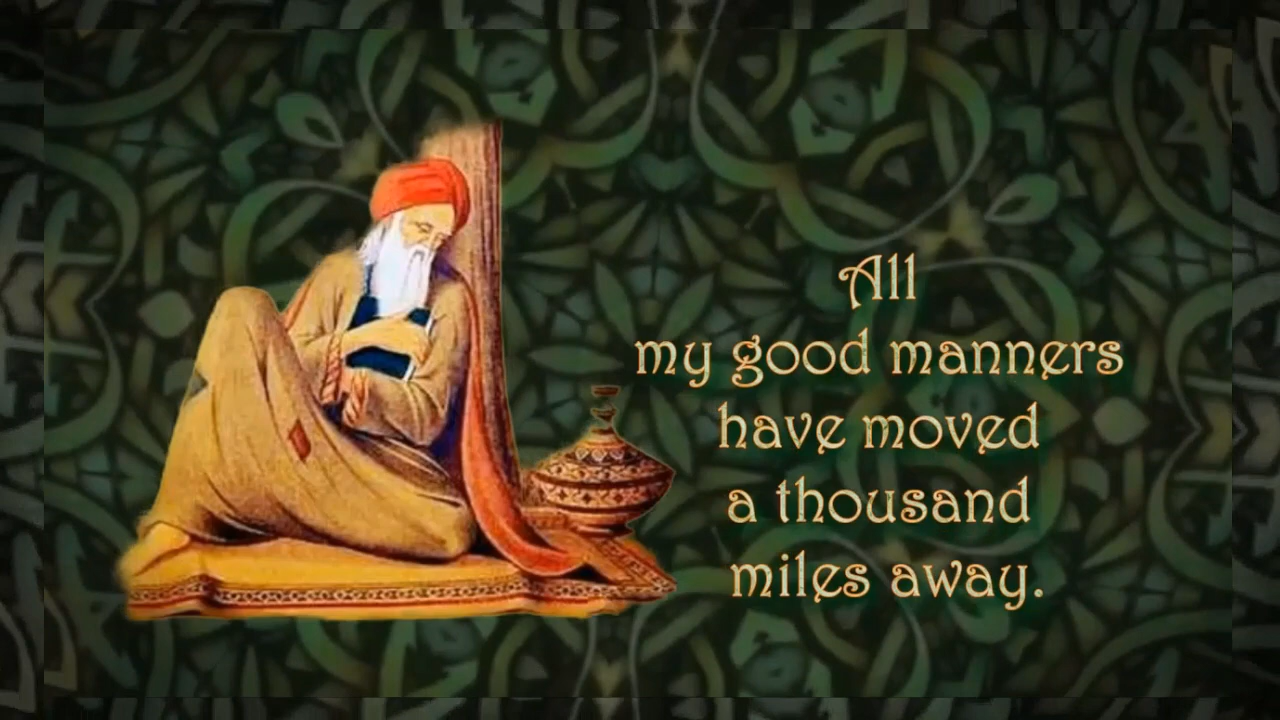 All
my good manners
have moved
a thousand
miles away.